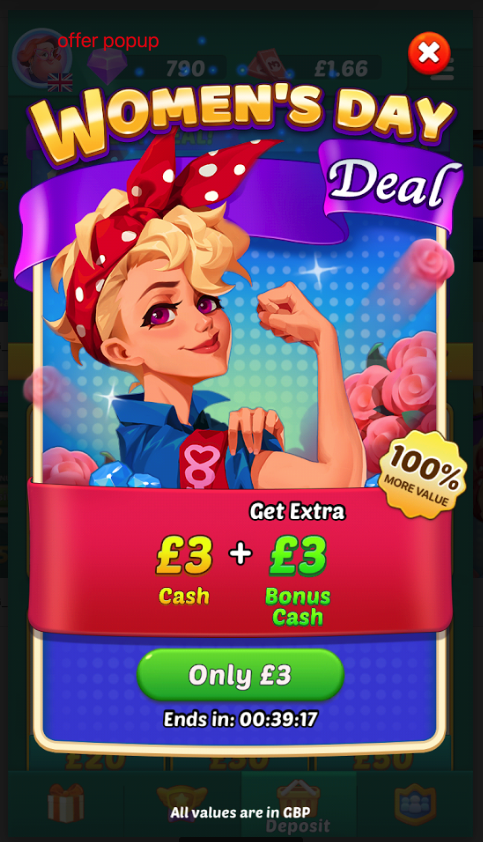 offer popup
790
£1.66
WOMEN'S DAY
Deal
100%
MORE VALUE
Get Extra
£3 + £3
Cash
Bonus
Cash
Only £3
Ends in: 00:39:17
£20
£30
£50
All values are in GBP
Deposit